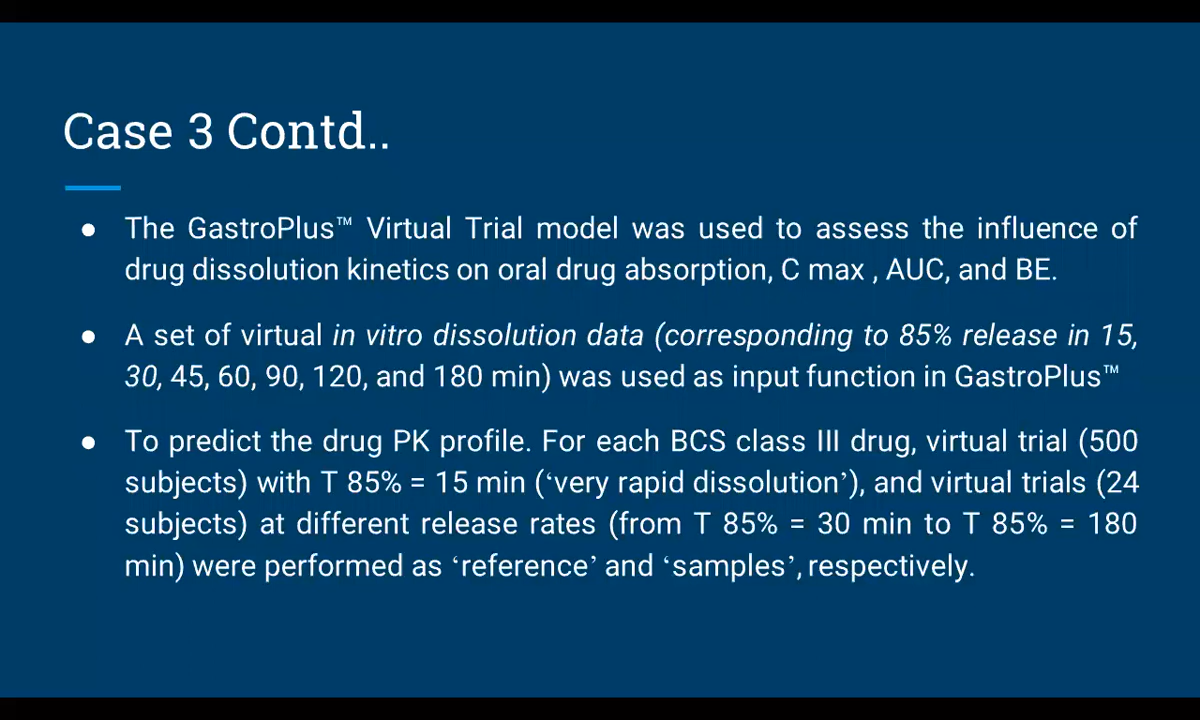 Case 3 Contd..
● The GastroPlus™ Virtual Trial model was used to assess the influence of
drug dissolution kinetics on oral drug absorption, C max , AUC, and BE.
● A set of virtual in vitro dissolution data (corresponding to 85% release in 15,
30, 45, 60, 90, 120, and 180 min) was used as input function in GastroPlus™
● To predict the drug PK profile. For each BCS class III drug, virtual trial (500
subjects) with T 85% = 15 min (‘very rapid dissolution’), and virtual trials (24
subjects) at different release rates (from T 85% = 30 min to T 85% = 180
min) were performed as ‘reference’ and ‘samples’, respectively.